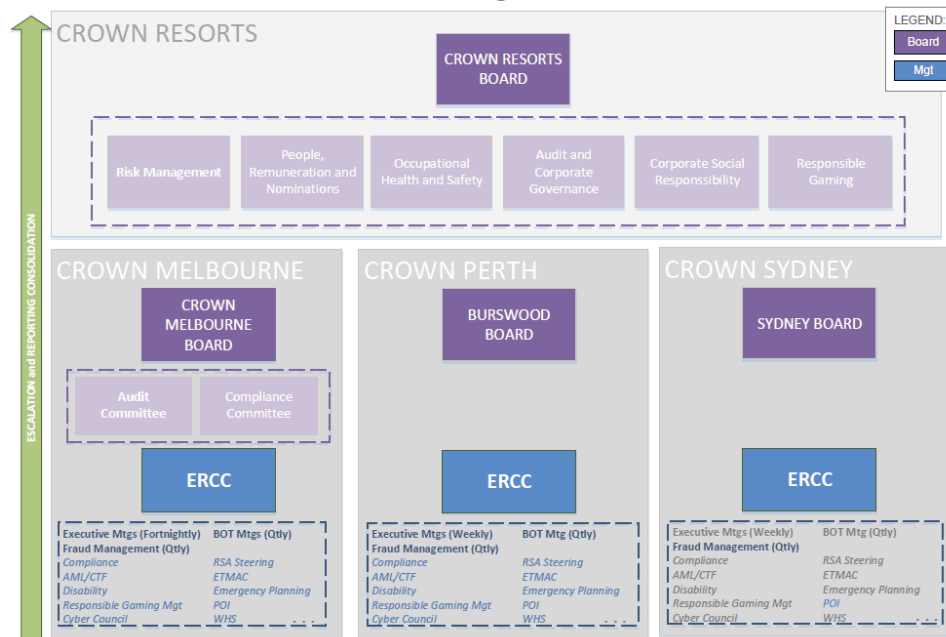 CROWN RESORTS
LEGEND:
Board
Mgt
CROWN RESORTS
BOARD
Risk Management
People,
Remuneration and
Nominations
Occupational
Health and Safety
Audit and
Corporate
Governance
Corporate Social
Responssibility
Responsible
Gaming
ESCALATION and REPORTING CONSOLIDATION
CROWN MELBOURNE
CROWN
MELBOURNE
BOARD
Audit
Committee
Compliance
Committee
ERCC
Executive Mtgs (Fortnightly) BOT Mtgs (Qtly)
Fraud Management (Qtly)
Compliance RSA Steering
AML/CTF ETMAC
Disability Emergency Planning
Responsible Gaming Mgt POI
Cyber Council WHS . . .
CROWN PERTH
BURSWOOD
BOARD
ERCC
Executive Mtgs (Weekly) BOT Mtg (Qtly)
Fraud Management (Qtly)
Compliance RSA Steering
AML/CTF ETMAC
Disability Emergency Planning
Responsible Gaming Mgt POI
Cyber Council WHS . . .
CROWN SYDNEY
SYDNEY BOARD
ERCC
Executive Mtgs (Weekly) BOT Mtg (Qtly)
Fraud Management (Qtly)
Compliance RSA Steering
AML/CTF ETMAC
Disability Emergency Planning
Responsible Gaming Mgt POI
Cyber Council WHS . . .